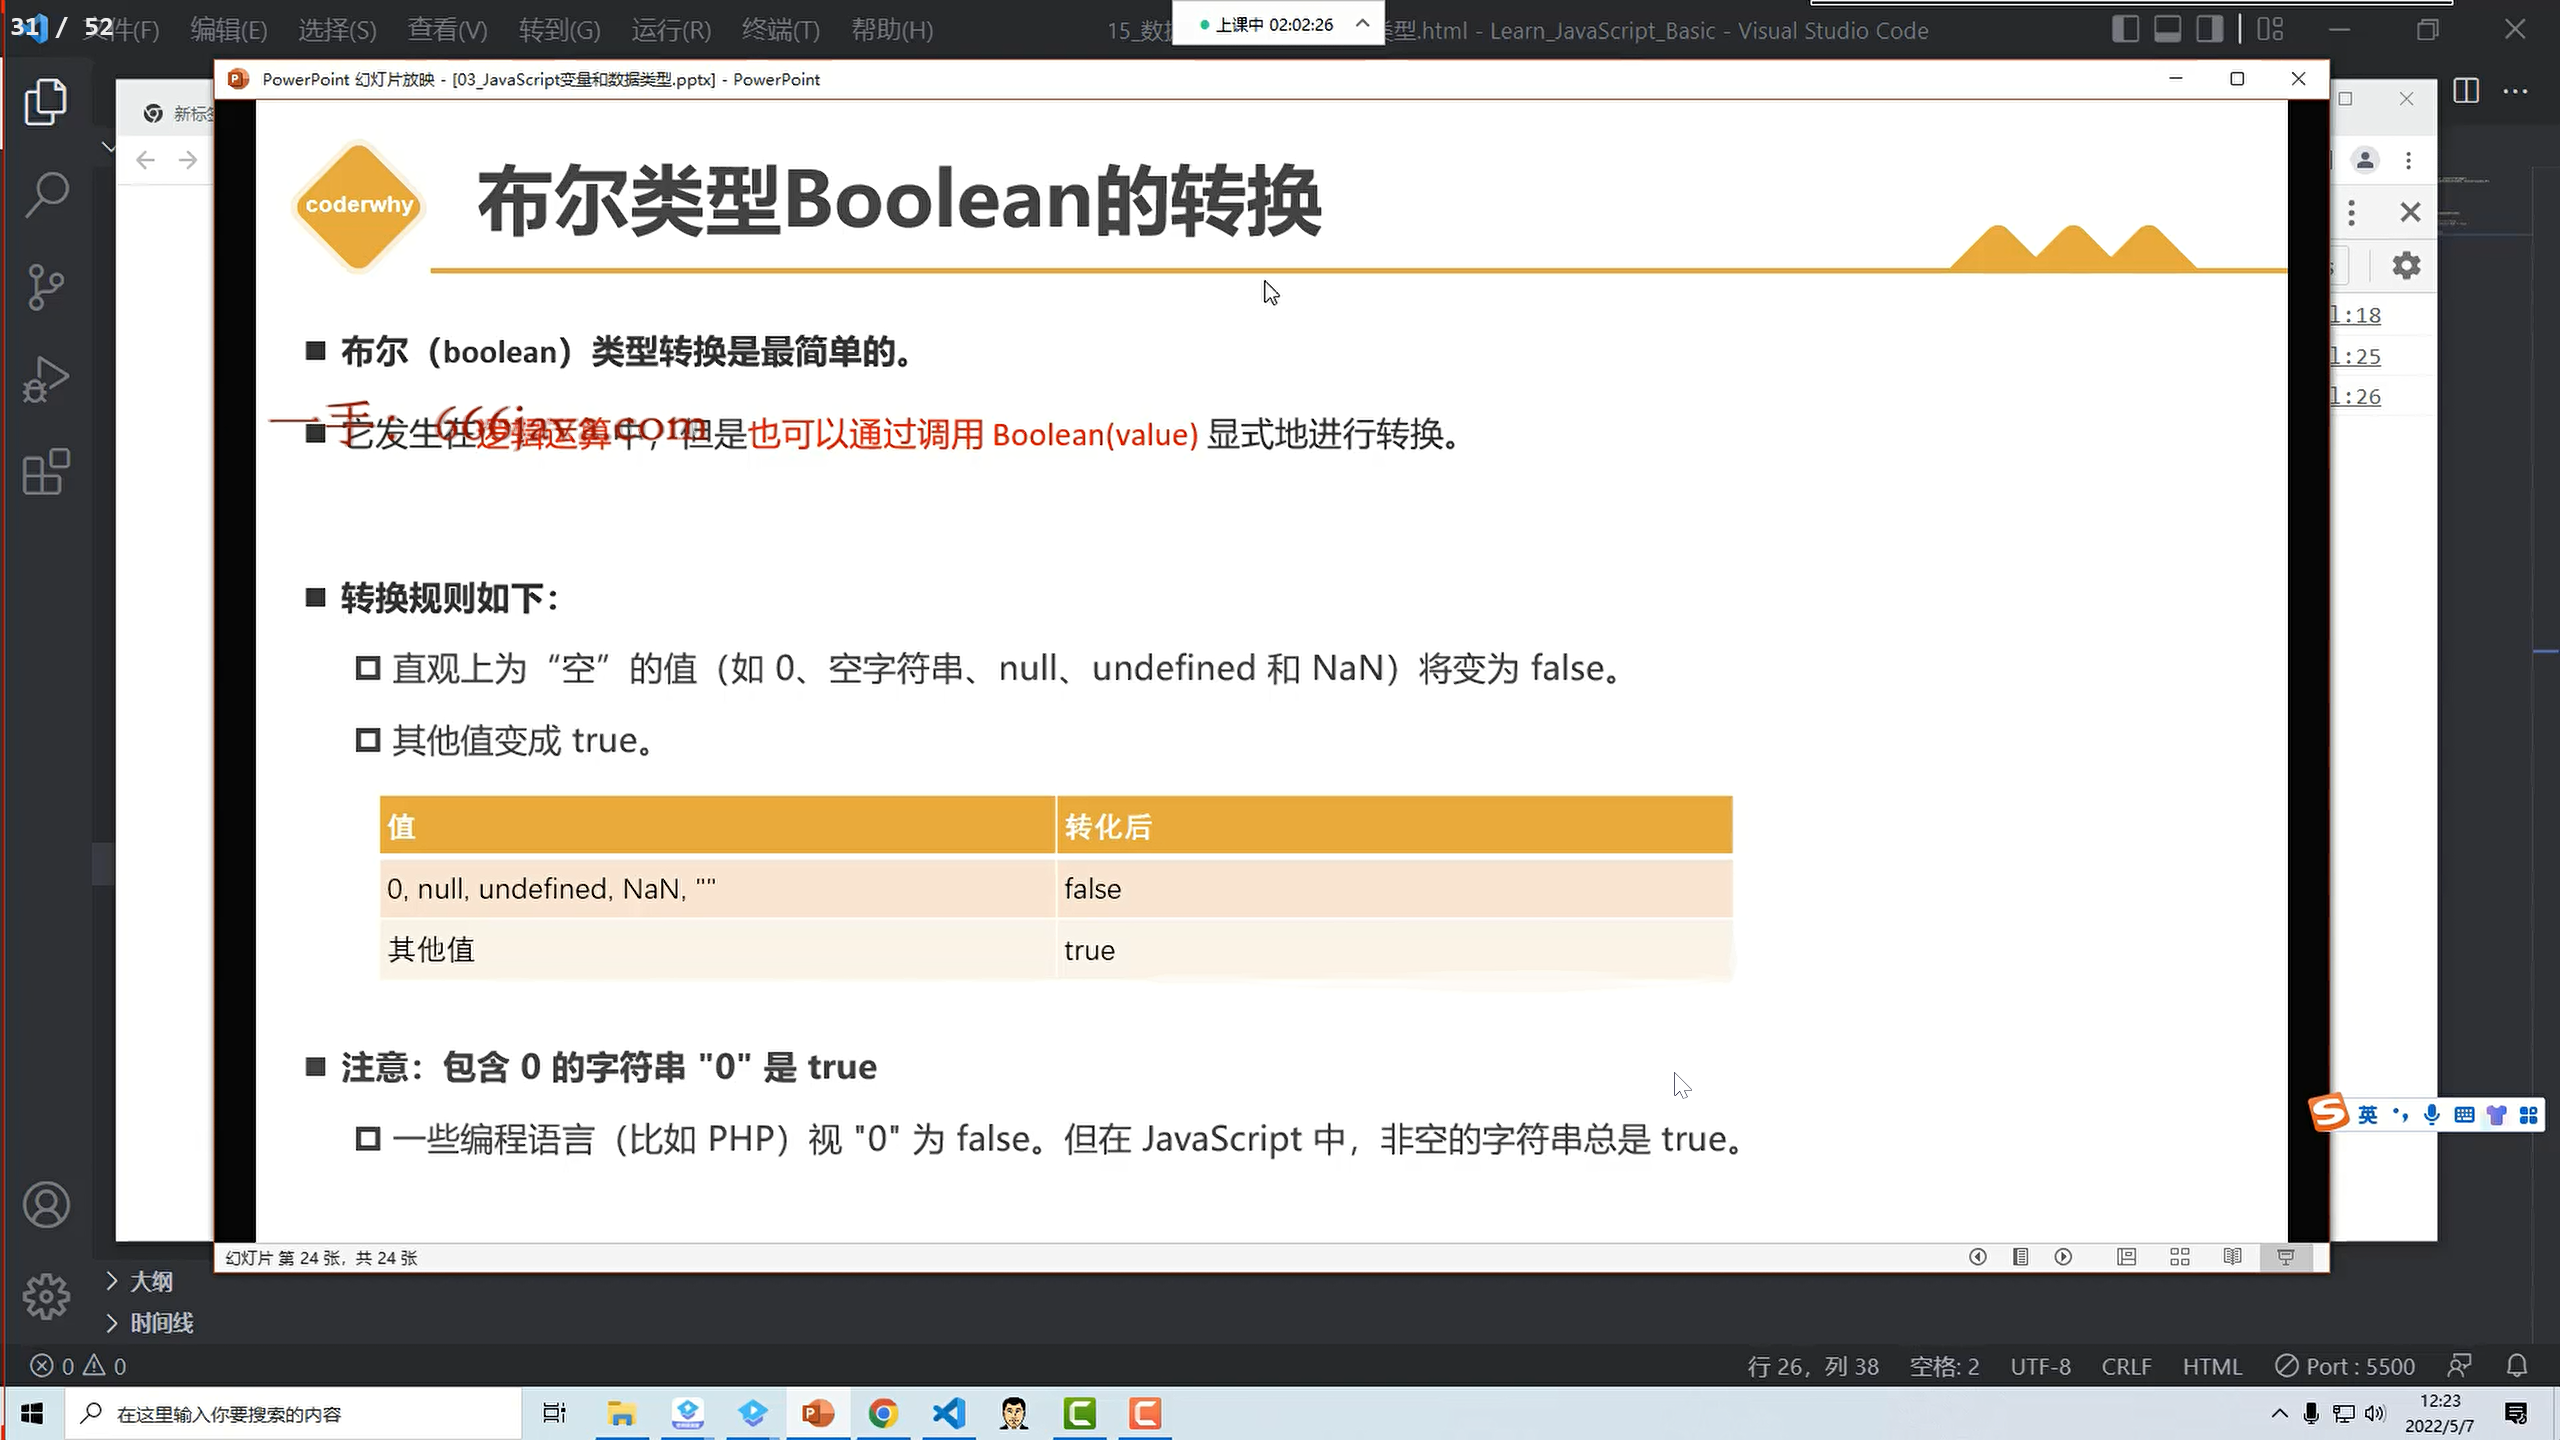 31 / 52
文件(F) 编辑(E) 选择(S) 查看(V) 转到(G) 运行(R) 终端(T) 帮助(H)
15_数据
上课中 02:02:26
类型.html - Learn_JavaScript_Basic - Visual Studio Code
PowerPoint 幻灯片放映 - [03_JavaScript变量和数据类型.pptx] - PowerPoint
新标签
coderwhy
布尔类型Boolean的转换
1:18
1:25
1:26
布尔（boolean）类型转换是最简单的。
一手：666java.com
它发生在逻辑运算中，但是也可以通过调用 Boolean(value) 显式地进行转换。
转换规则如下：
直观上为“空”的值（如 0、空字符串、null、undefined 和 NaN）将变为 false。
其他值变成 true。
值 转化后
0, null, undefined, NaN, "" false
其他值 true
注意：包含 0 的字符串 "0" 是 true
一些编程语言（比如 PHP）视 "0" 为 false。但在 JavaScript 中，非空的字符串总是 true。
英
幻灯片 第 24 张，共 24 张
大纲
时间线
0 0
行 26，列 38 空格: 2 UTF-8 CRLF HTML Port : 5500
在这里输入你要搜索的内容
12:23
2022/5/7